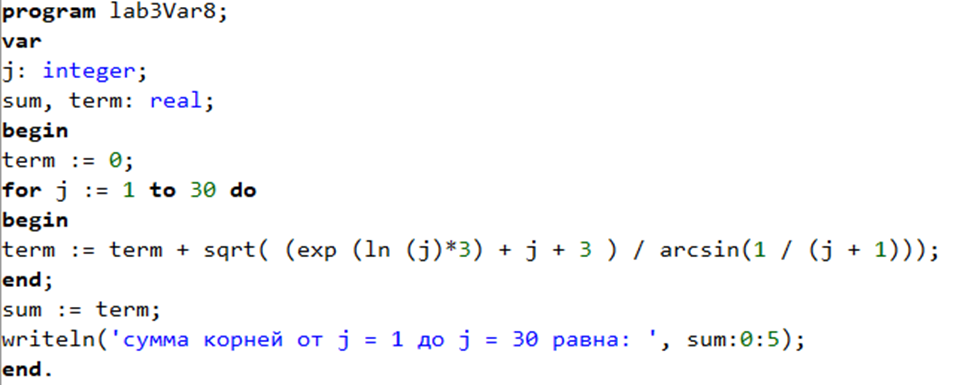 program lab3Var8;
var
j: integer;
sum, term: real;
begin
term := 0;
for j := 1 to 30 do
begin
term := term + sqrt( (exp (ln (j)*3) + j + 3 ) / arcsin(1 / (j + 1)));
end;
sum := term;
writeln('сумма корней от j = 1 до j = 30 равна: ', sum:0:5);
end.